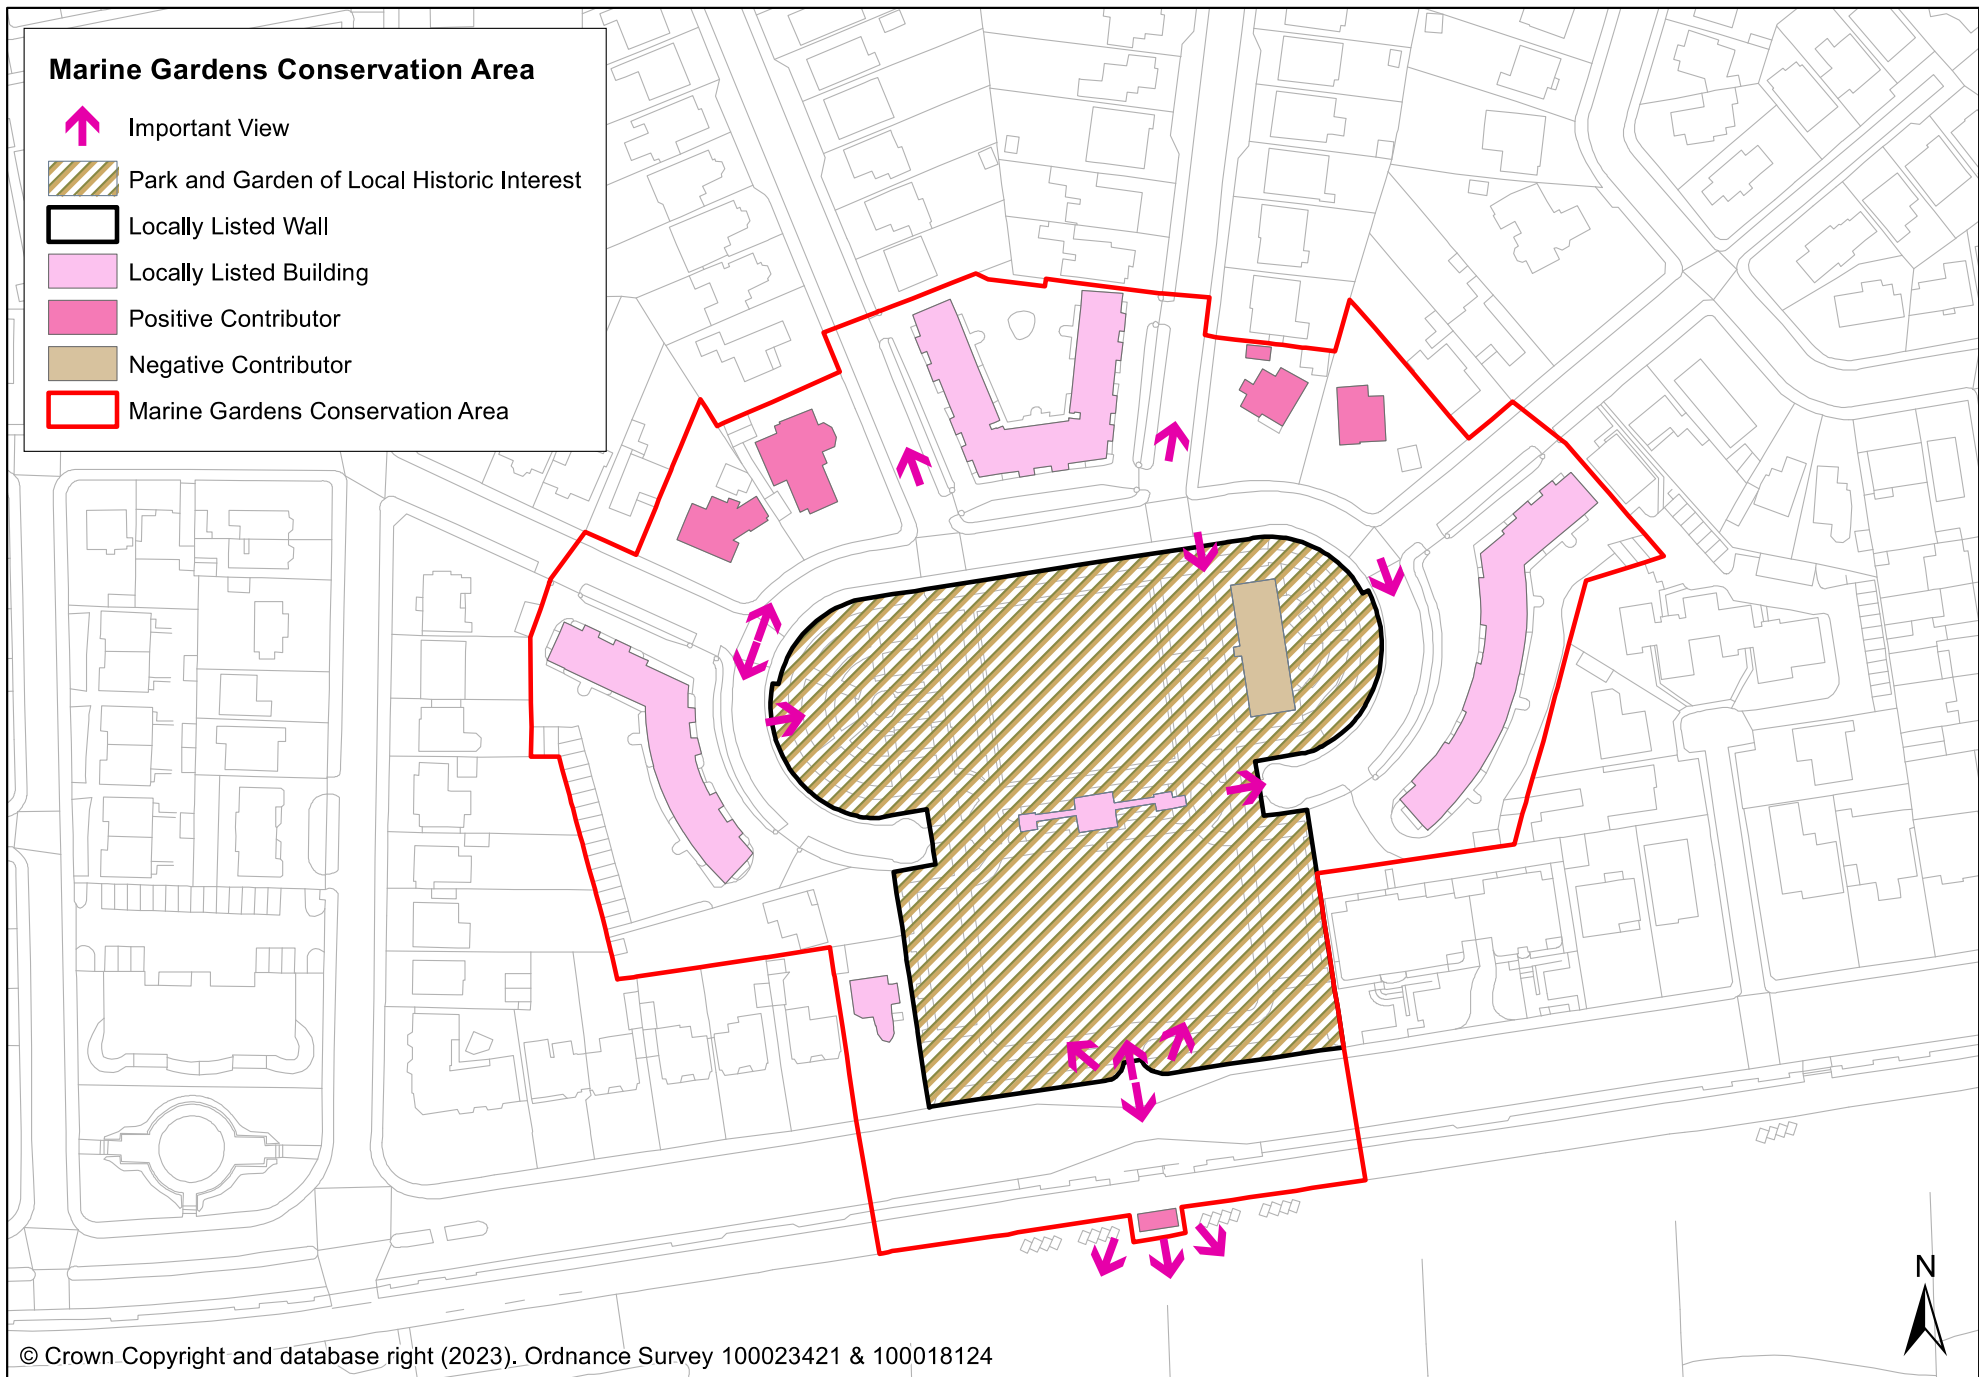 Marine Gardens Conservation Area
Important View
Park and Garden of Local Historic Interest
Locally Listed Wall
Locally Listed Building
Positive Contributor
Negative Contributor
Marine Gardens Conservation Area
N
© Crown Copyright and database right (2023). Ordnance Survey 100023421 & 100018124